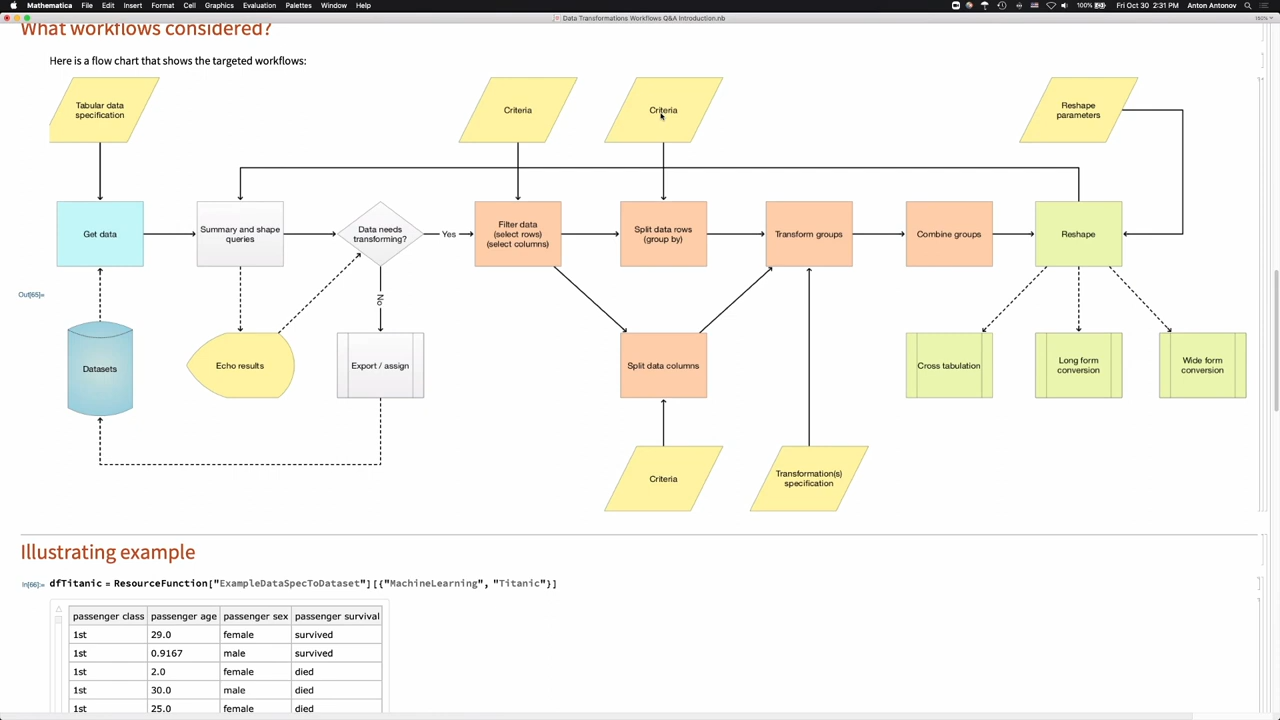 Mathematica File Edit Insert Format Cell Graphics Evaluation Palettes Window Help 100% Fri Oct 30 2:31 PM Anton Antonov
Data Transformations Workflows Q&A Introduction.nb
150%
What workflows considered?
Here is a flow chart that shows the targeted workflows:
Tabular data
specification
Criteria
Criteria
Reshape
parameters
Get data
Summary and shape
queries
Data needs
transforming?
Yes
Filter data
(select rows)
(select columns)
Split data rows
(group by)
Transform groups
Combine groups
Reshape
No
Out[65]=
Datasets
Echo results
Export / assign
Split data columns
Cross tabulation
Long form
conversion
Wide form
conversion
Criteria
Transformation(s)
specification
Illustrating example
In[66]:= dfTitanic = ResourceFunction["ExampleDataSpecToDataset"][{"MachineLearning", "Titanic"}]
passenger class passenger age passenger sex passenger survival
1st 29.0 female survived
1st 0.9167 male survived
1st 2.0 female died
1st 30.0 male died
1st 25.0 female died